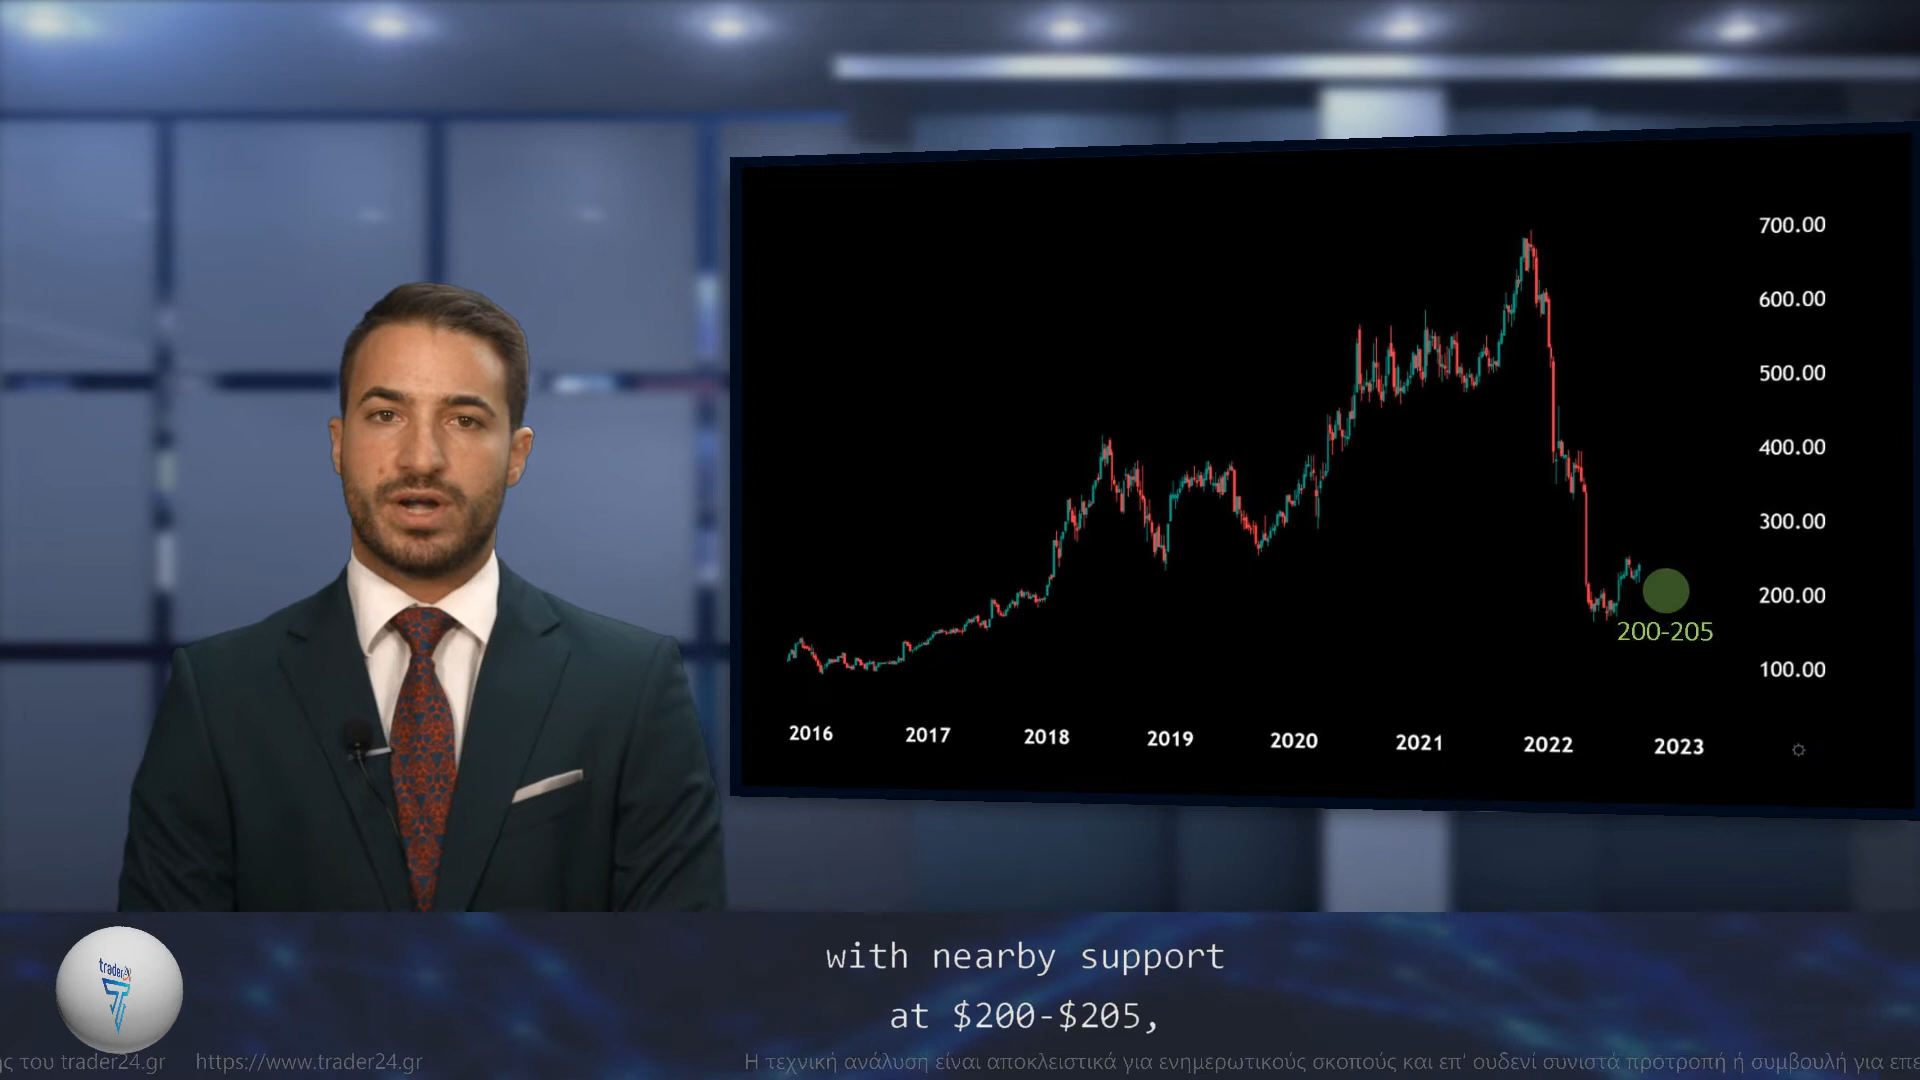 700.00
600.00
500.00
400.00
300.00
200.00
100.00
200-205
2016 2017 2018 2019 2020 2021 2022 2023
with nearby support
at $200-$205,
trader24
ης του trader24.gr https://www.trader24.gr Η τεχνική ανάλυση είναι αποκλειστικά για ενημερωτικούς σκοπούς και επ' ουδενί συνιστά προτροπή ή συμβουλή για επε